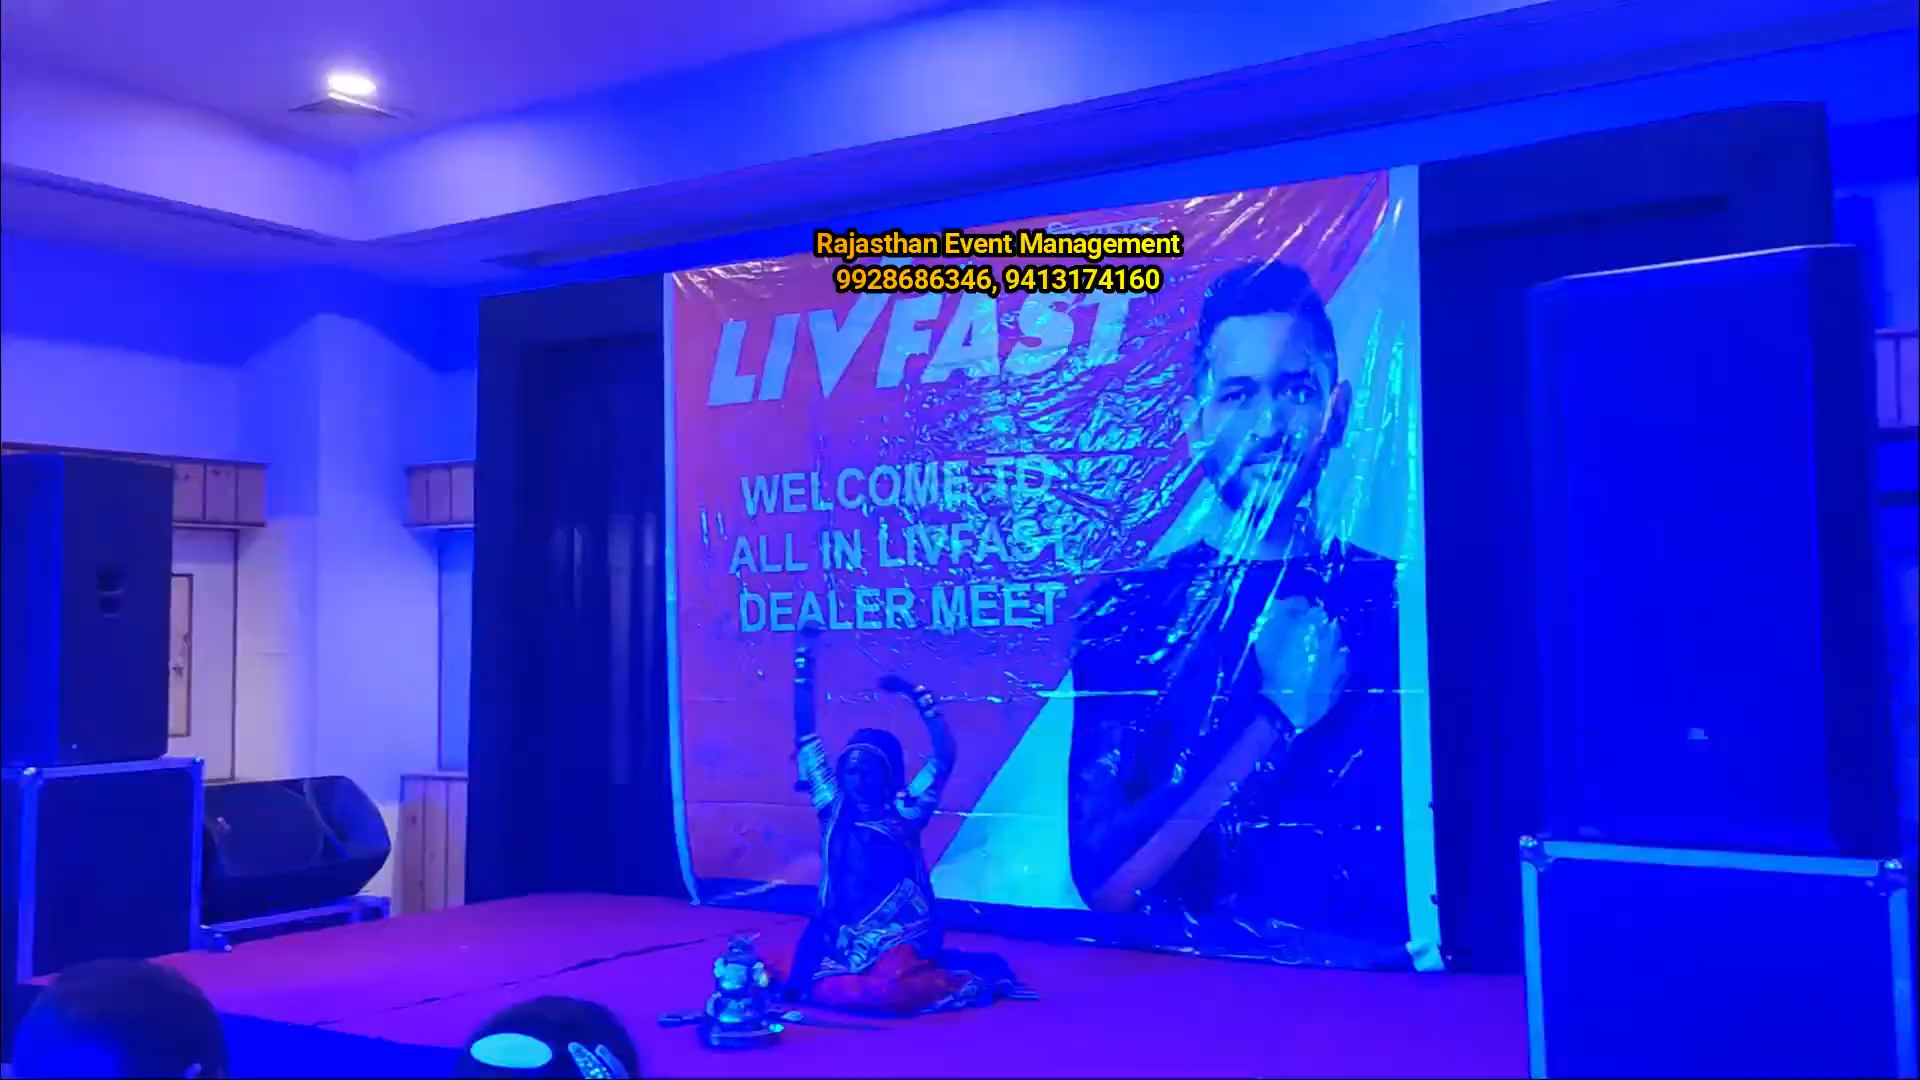 Rajasthan Event Management
9928686346, 9413174160
LIVFAST
WELCOME TO
ALL IN LIVFAST
DEALER MEET